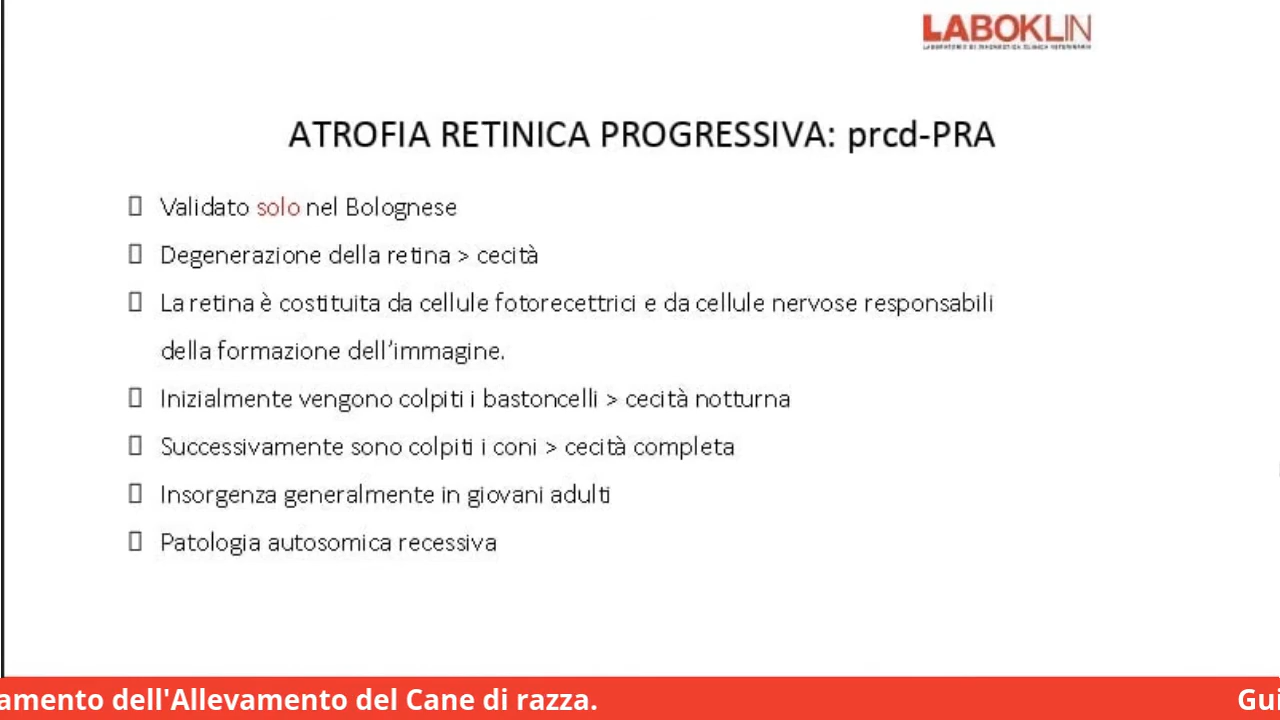 LABOKLIN
LABORATORIO DI DIAGNOSTICA CLINICA VETERINARIA
ATROFIA RETINICA PROGRESSIVA: prcd-PRA
Validato solo nel Bolognese
Degenerazione della retina > cecità
La retina è costituita da cellule fotorecettrici e da cellule nervose responsabili
della formazione dell’immagine.
Inizialmente vengono colpiti i bastoncelli > cecità notturna
Successivamente sono colpiti i coni > cecità completa
Insorgenza generalmente in giovani adulti
Patologia autosomica recessiva
amento dell'Allevamento del Cane di razza. Gui